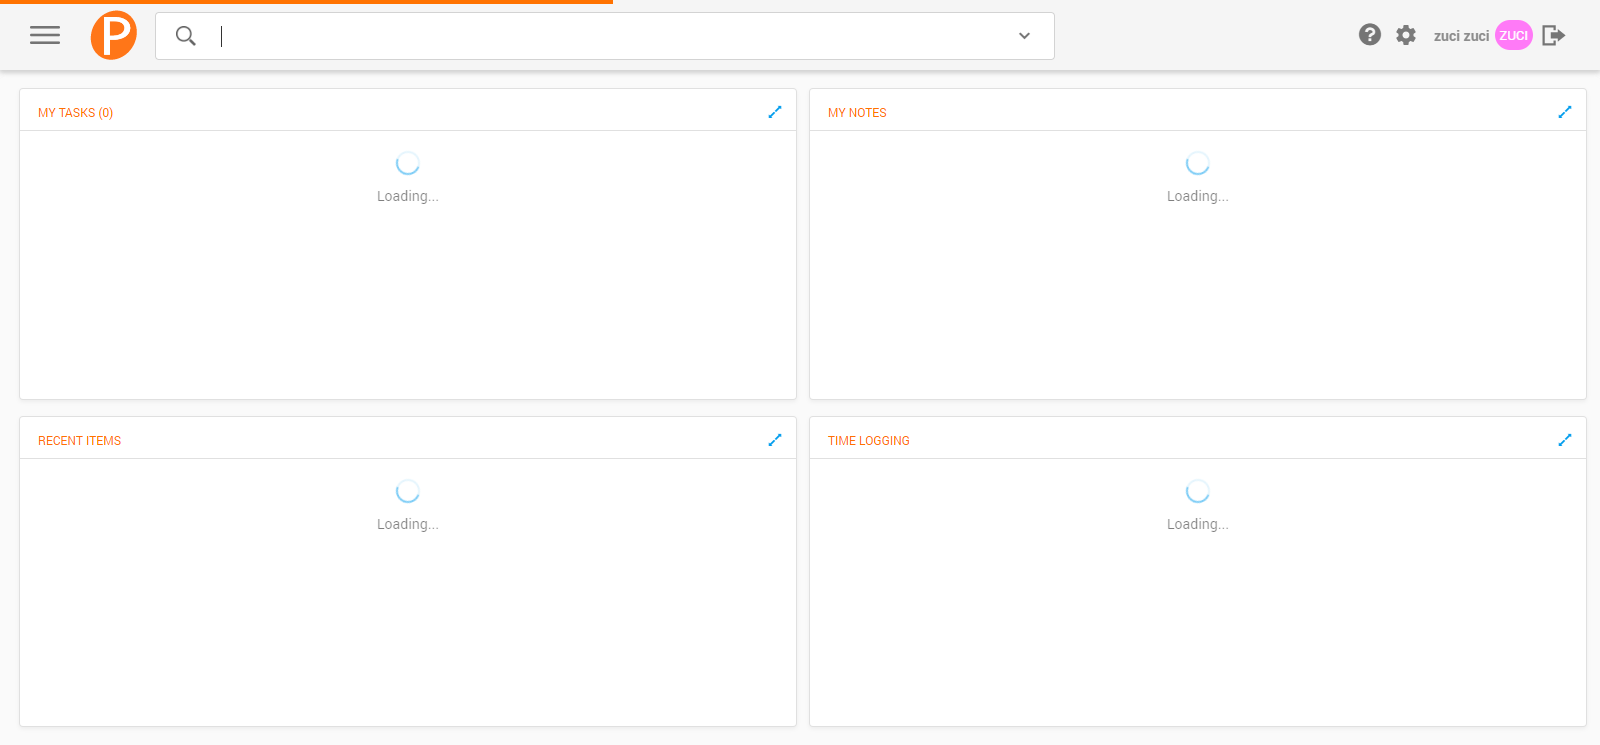 P
zuci zuci ZUCI
MY TASKS (0)
Loading...
MY NOTES
Loading...
RECENT ITEMS
Loading...
TIME LOGGING
Loading...